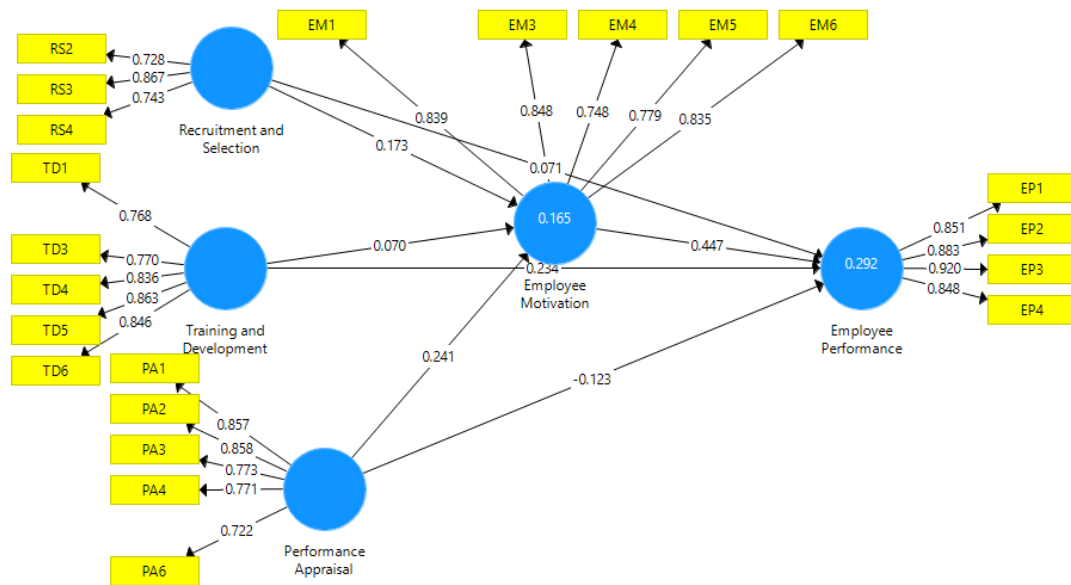 EM1
EM3
EM4
EM5
EM6
RS2
RS3
RS4
0.728
0.867
0.743
Recruitment and
Selection
0.839
0.848
0.748
0.779
0.835
0.173
0.071
TD1
TD3
TD4
TD5
TD6
0.768
0.770
0.836
0.863
0.846
Training and
Development
0.070
0.234
0.165
Employee
Motivation
0.447
0.292
Employee
Performance
EP1
EP2
EP3
EP4
0.851
0.883
0.920
0.848
0.241
-0.123
PA1
PA2
PA3
PA4
PA6
0.857
0.858
0.773
0.771
0.722
Performance
Appraisal